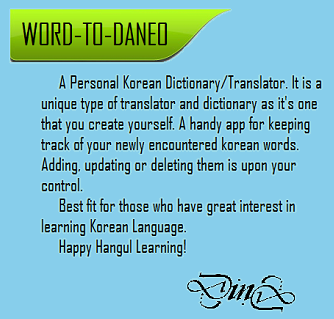 WORD-TO-DANEO
A Personal Korean Dictionary/Translator. It is a
unique type of translator and dictionary as it's one
that you create yourself. A handy app for keeping
track of your newly encountered korean words.
Adding, updating or deleting them is upon your
control.
Best fit for those who have great interest in
learning Korean Language.
Happy Hangul Learning!